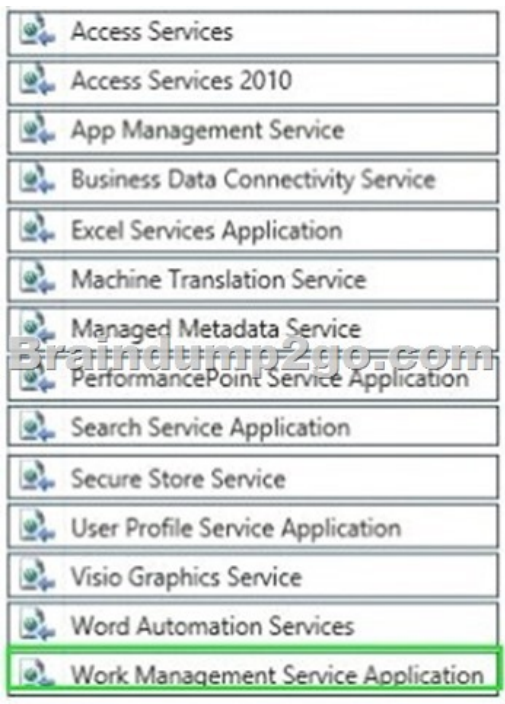 Access Services
Access Services 2010
App Management Service
Business Data Connectivity Service
Excel Services Application
Machine Translation Service
Managed Metadata Service
Braindump2go.com
PerformancePoint Service Application
Search Service Application
Secure Store Service
User Profile Service Application
Visio Graphics Service
Word Automation Services
Work Management Service Application